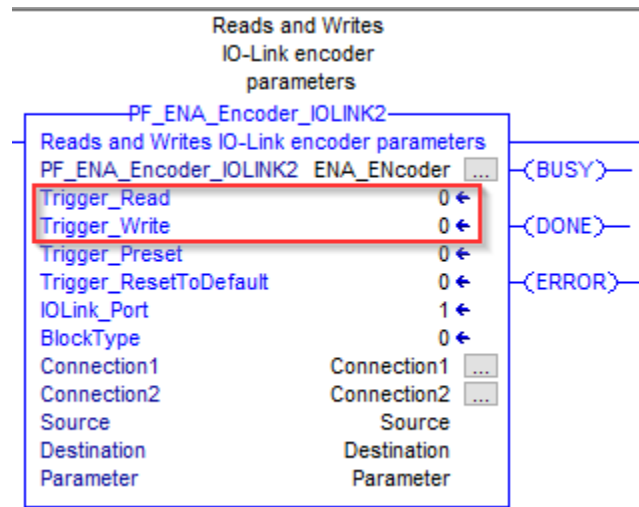 Reads and Writes
IO-Link encoder
parameters
PF_ENA_Encoder_IOLINK2
Reads and Writes IO-Link encoder parameters
PF_ENA_Encoder_IOLINK2 ENA_ENcoder ... (BUSY)
Trigger_Read 0
Trigger_Write 0 (DONE)
Trigger_Preset 0
Trigger_ResetToDefault 0 (ERROR)
IOLink_Port 1
BlockType 0
Connection1 Connection1 ...
Connection2 Connection2 ...
Source Source
Destination Destination
Parameter Parameter